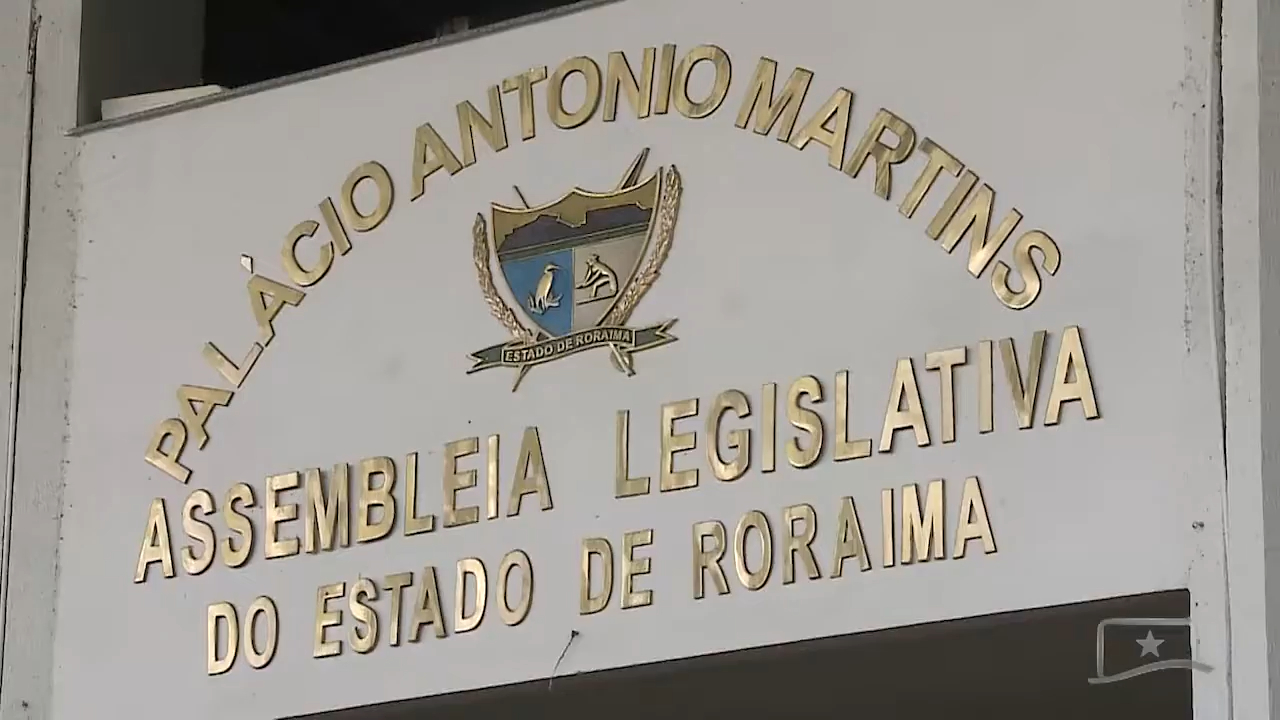 PALÁCIO ANTONIO MARTINS
ESTADO DE RORAIMA
ASSEMBLEIA LEGISLATIVA
DO ESTADO DE RORAIMA